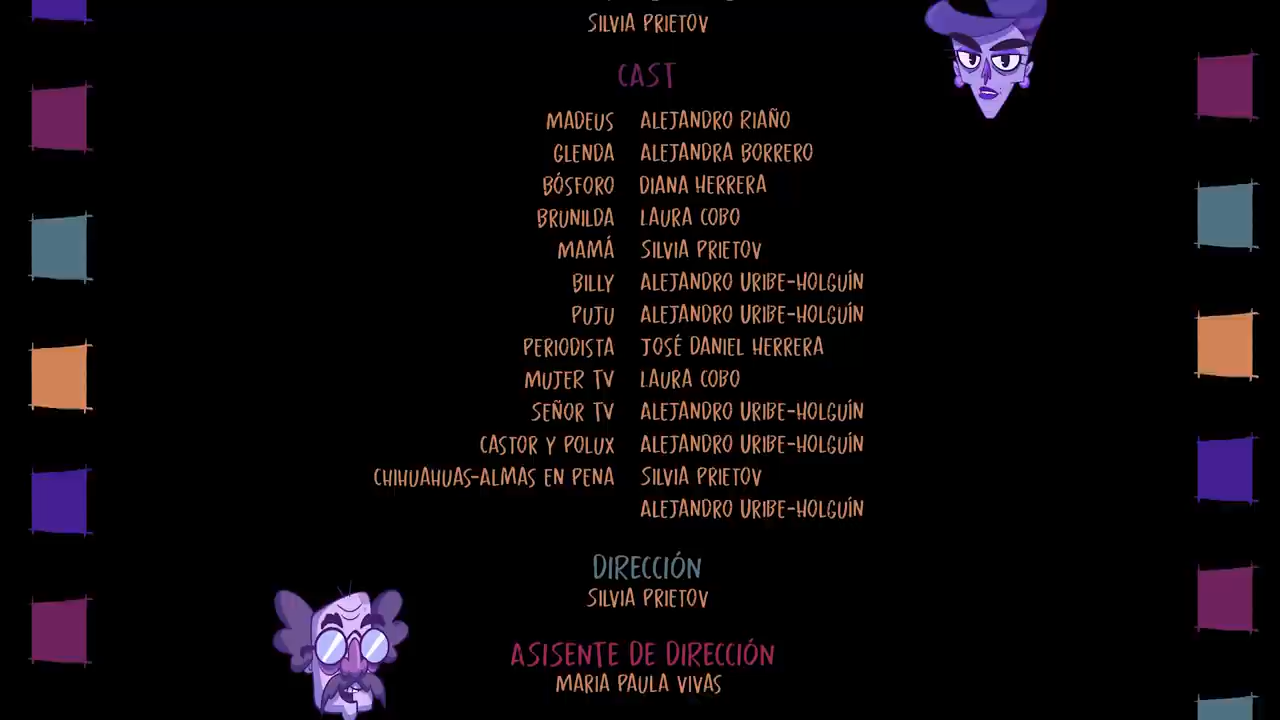 SILVIA PRIETOV
CAST
MADEUS ALEJANDRO RIAÑO
GLENDA ALEJANDRA BORRERO
BÓSFORO DIANA HERRERA
BRUNILDA LAURA COBO
MAMÁ SILVIA PRIETOV
BILLY ALEJANDRO URIBE-HOLGUÍN
PUJU ALEJANDRO URIBE-HOLGUÍN
PERIODISTA JOSÉ DANIEL HERRERA
MUJER TV LAURA COBO
SEÑOR TV ALEJANDRO URIBE-HOLGUÍN
CASTOR Y POLUX ALEJANDRO URIBE-HOLGUÍN
CHIHUAHUAS-ALMAS EN PENA SILVIA PRIETOV
ALEJANDRO URIBE-HOLGUÍN
DIRECCIÓN
SILVIA PRIETOV
ASISENTE DE DIRECCIÓN
MARIA PAULA VIVAS